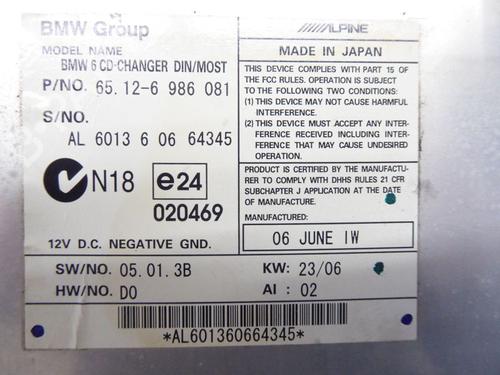 BMW Group
MODEL NAME
BMW 6 CD-CHANGER DIN/MOST
P/NO. 65.12-6 986 081
S/NO.
AL 6013 6 06 64345
N18 e24
020469
12V D.C. NEGATIVE GND.
ALPINE
MADE IN JAPAN
THIS DEVICE COMPLIES WITH PART 15 OF
THE FCC RULES. OPERATION IS SUBJECT
TO THE FOLLOWING TWO CONDITIONS:
(1) THIS DEVICE MAY NOT CAUSE HARMFUL
INTERFERENCE.
(2) THIS DEVICE MUST ACCEPT ANY
INTERFERENCE RECEIVED INCLUDING
INTERFERENCE THAT MAY CAUSE UNDESIRED
OPERATION.
PRODUCT IS CERTIFIED BY THE MANUFACTU-
RER TO COMPLY WITH DHHS RULES 21 CFR
SUBCHAPTER J APPLICATION AT THE DATE OF
MANUFACTURE.
MANUFACTURED:
06 JUNE IW
SW/NO. 05.01.3B KW: 23/06
HW/NO. D0 AI : 02
*AL601360664345*